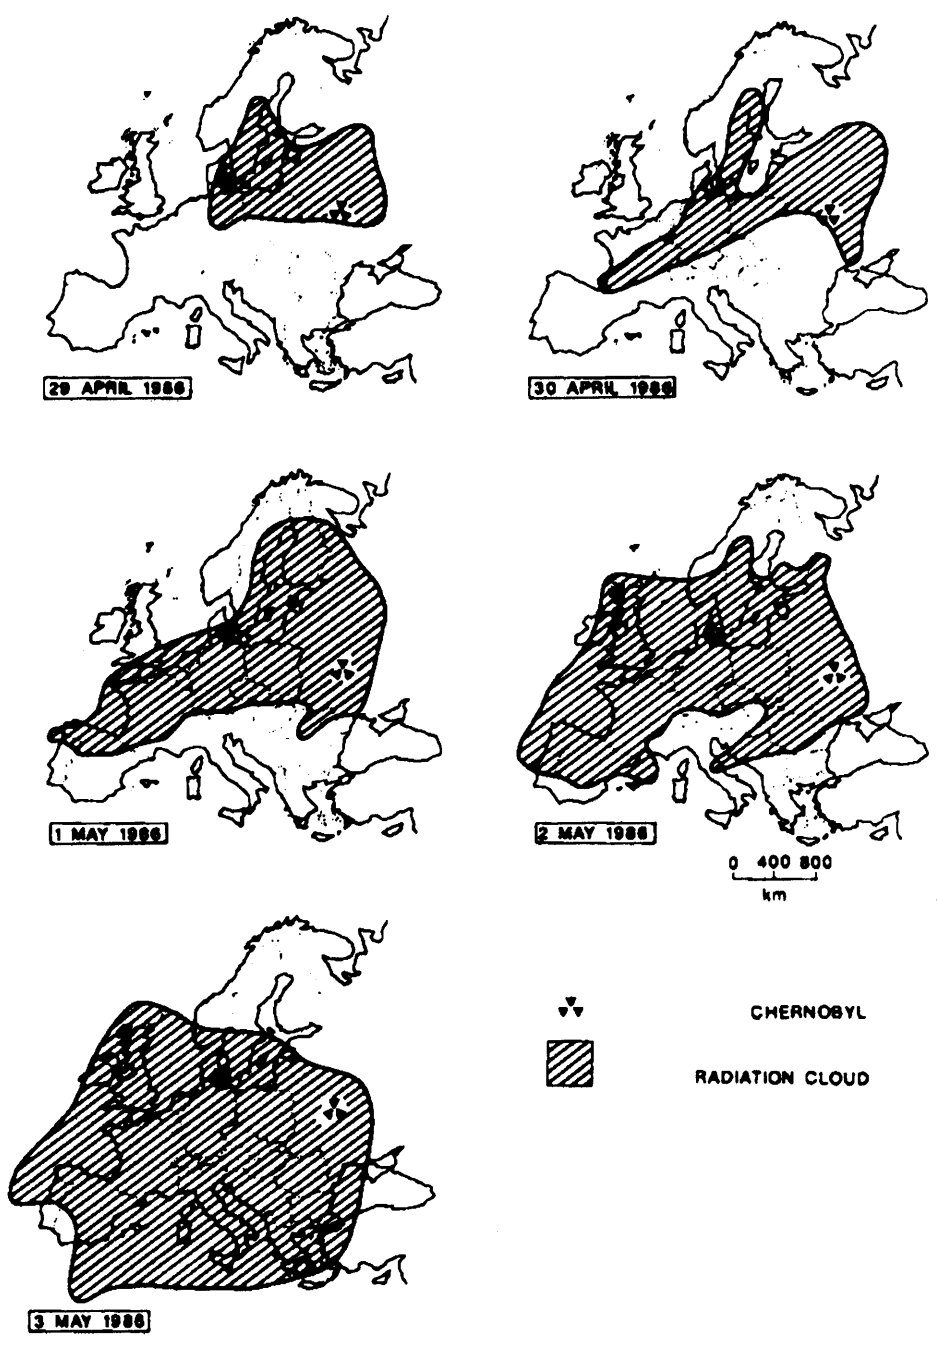 29 APRIL 1986
30 APRIL 1986
1 MAY 1986
2 MAY 1986
0 400 800
km
CHERNOBYL
RADIATION CLOUD
3 MAY 1986